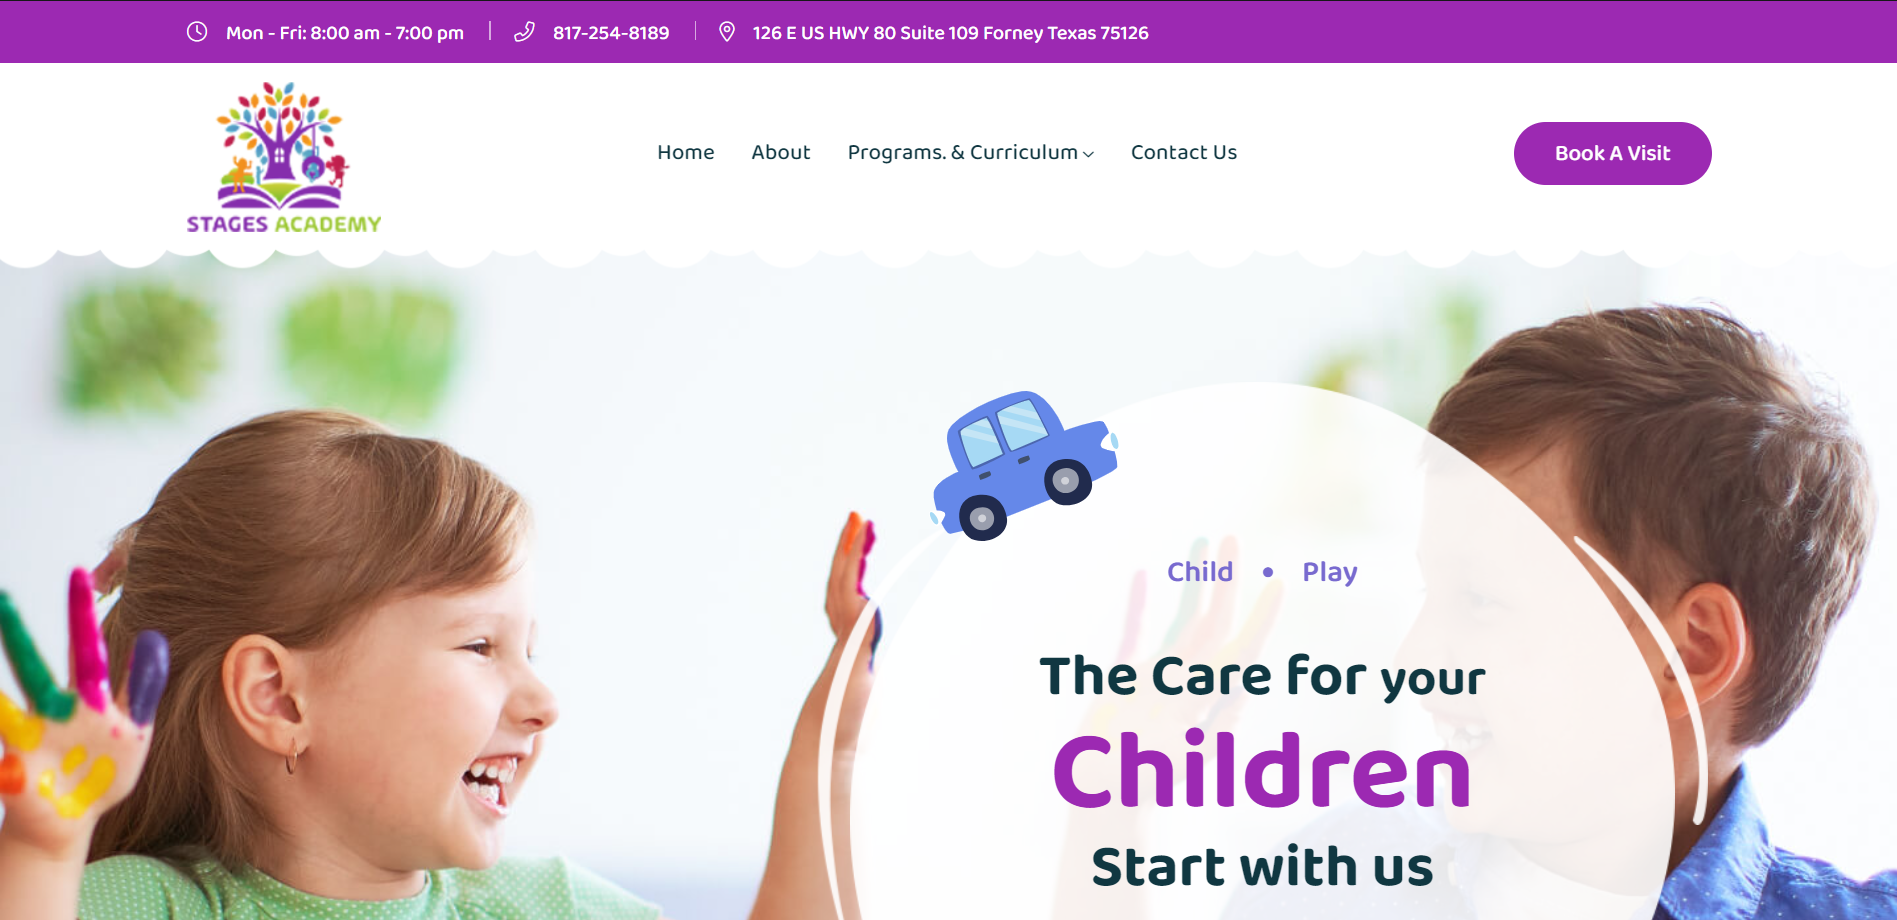 Mon - Fri: 8:00 am - 7:00 pm
817-254-8189
126 E US HWY 80 Suite 109 Forney Texas 75126
STAGES ACADEMY
Home
About
Programs. & Curriculum
Contact Us
Book A Visit
Child • Play
The Care for your
Children
Start with us